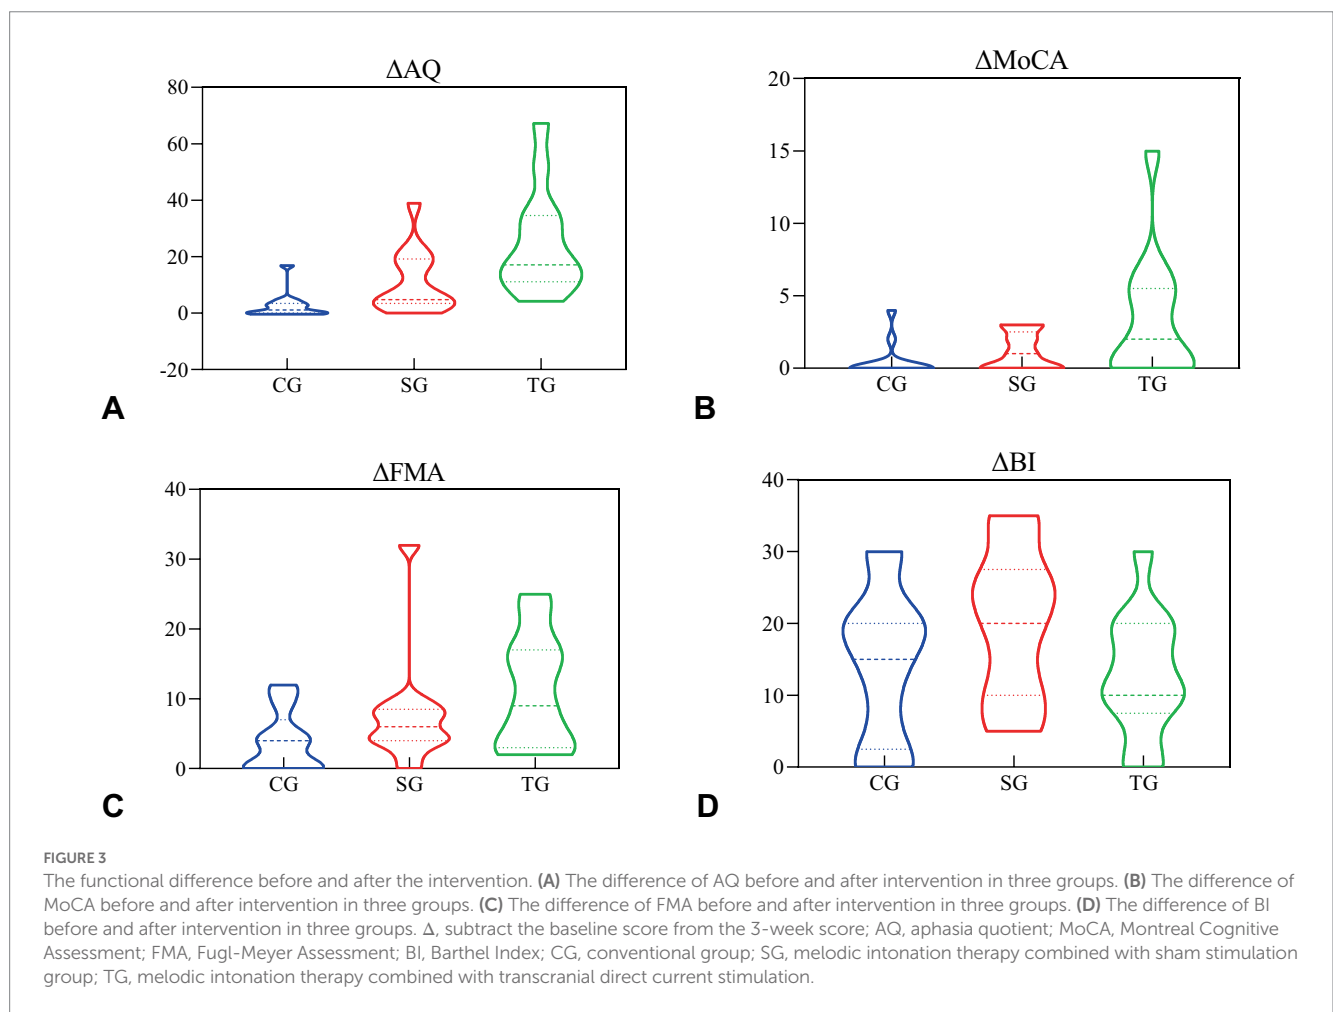 ΔAQ
80
60
40
20
0
-20
CG SG TG
A
ΔMoCA
20
15
10
5
0
CG SG TG
B
ΔFMA
40
30
20
10
0
CG SG TG
C
ΔBI
40
30
20
10
0
CG SG TG
D
FIGURE 3
The functional difference before and after the intervention. (A) The difference of AQ before and after intervention in three groups. (B) The difference of
MoCA before and after intervention in three groups. (C) The difference of FMA before and after intervention in three groups. (D) The difference of BI
before and after intervention in three groups. Δ, subtract the baseline score from the 3-week score; AQ, aphasia quotient; MoCA, Montreal Cognitive
Assessment; FMA, Fugl-Meyer Assessment; BI, Barthel Index; CG, conventional group; SG, melodic intonation therapy combined with sham stimulation
group; TG, melodic intonation therapy combined with transcranial direct current stimulation.